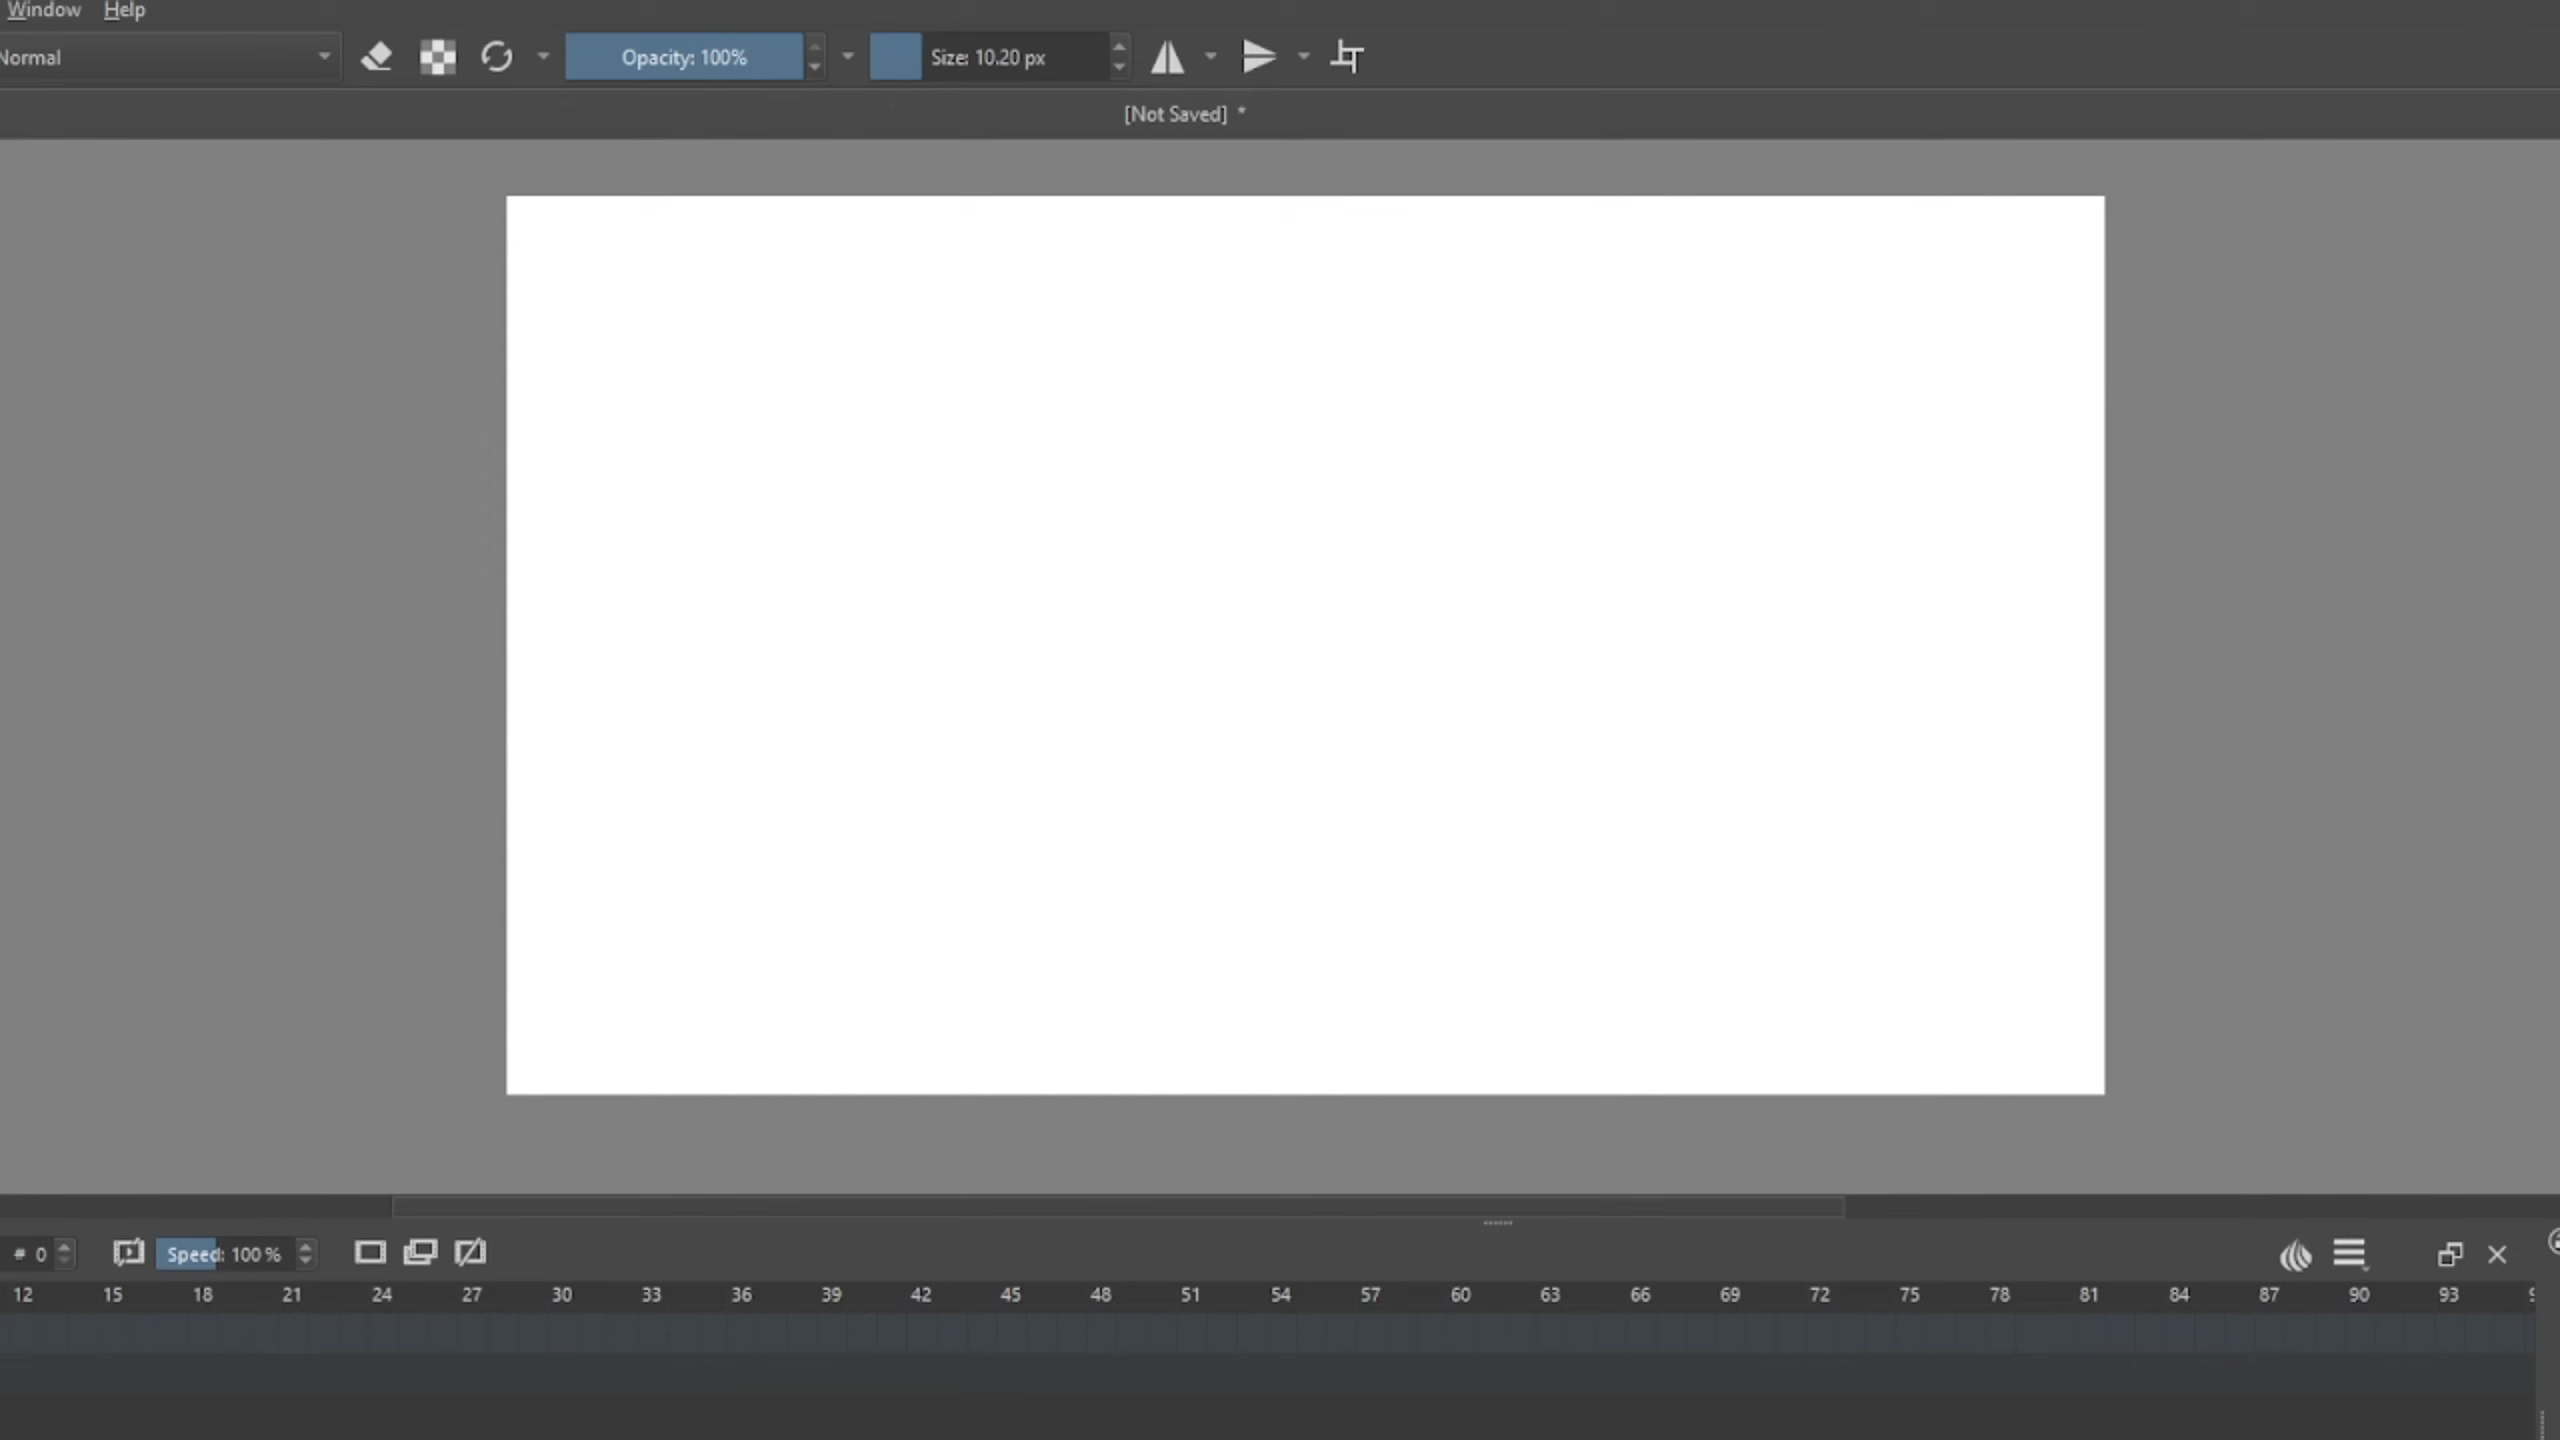 Window Help
Normal Opacity: 100% Size: 10.20 px
[Not Saved] *
# 0 Speed: 100 %
12 15 18 21 24 27 30 33 36 39 42 45 48 51 54 57 60 63 66 69 72 75 78 81 84 87 90 93